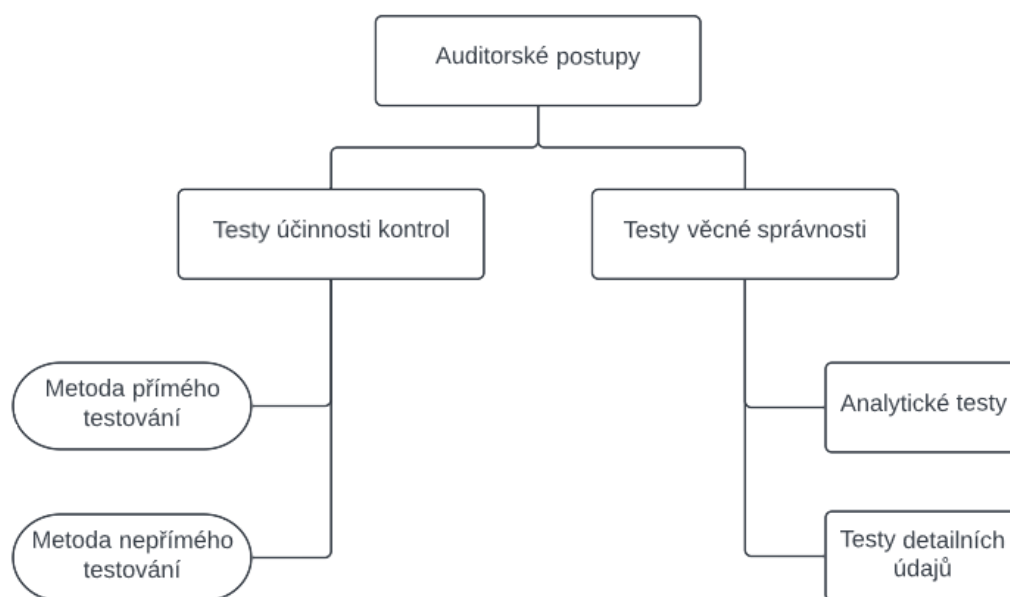 Auditorské postupy
Testy účinnosti kontrol
Testy věcné správnosti
Metoda přímého
testování
Analytické testy
Metoda nepřímého
testování
Testy detailních
údajů